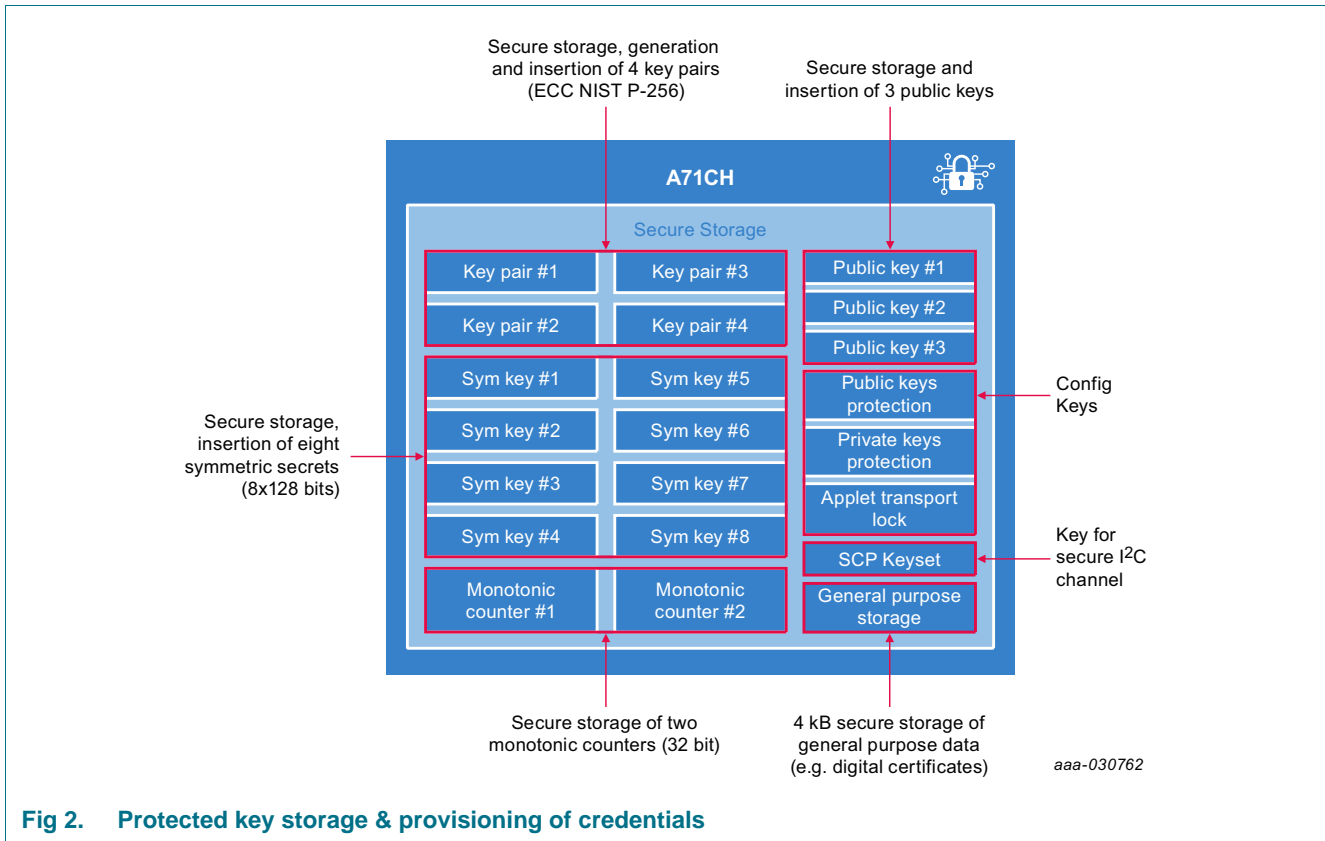 Secure storage, generation
and insertion of 4 key pairs
(ECC NIST P-256)
Secure storage and
insertion of 3 public keys
A71CH
Secure Storage
Key pair #1
Key pair #3
Key pair #2
Key pair #4
Public key #1
Public key #2
Public key #3
Sym key #1
Sym key #5
Sym key #2
Sym key #6
Sym key #3
Sym key #7
Sym key #4
Sym key #8
Public keys
protection
Private keys
protection
Applet transport
lock
Config
Keys
Secure storage,
insertion of eight
symmetric secrets
(8x128 bits)
SCP Keyset
Key for
secure I²C
channel
Monotonic
counter #1
Monotonic
counter #2
General purpose
storage
Secure storage of two
monotonic counters (32 bit)
4 kB secure storage of
general purpose data
(e.g. digital certificates)
aaa-030762
Fig 2. Protected key storage & provisioning of credentials